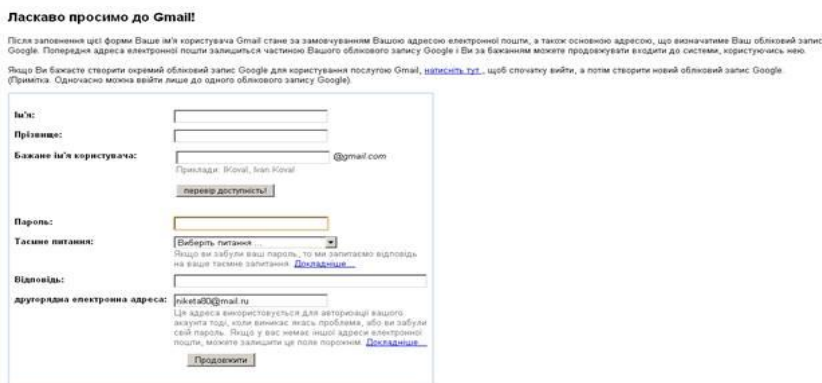 Ласкаво просимо до Gmail!
Після заповнення цієї форми Ваше ім'я користувача Gmail стане за замовчуванням Вашою адресою електронної пошти, а також основною адресою, що визначатиме Ваш обліковий запис
Google. Попередня адреса електронної пошти залишиться частиною Вашого облікового запису Google і Ви за бажанням можете продовжувати входити до системи, користуючись нею.
Якщо Ви бажаєте створити окремий обліковий запис Google для користування послугою Gmail, натисніть тут , щоб спочатку вийти, а потім створити новий обліковий запис Google.
(Примітка. Одночасно можна ввійти лише до одного облікового запису Google).
Ім'я:
Прізвище:
Бажане ім'я користувача: @gmail.com
Приклади: IKoval, Ivan.Koval
перевір доступність!
Пароль:
Таємне питання: Виберіть питання ...
Якщо ви забули ваш пароль, то ми запитаємо відповідь
на ваше таємне запитання. Докладніше...
Відповідь:
другорядна електронна адреса: niketa80@mail.ru
Ця адреса використовується для авторизації вашого
акаунта тоді, коли виникає якась проблема, або ви забули
свій пароль. Якщо у вас немає іншої адреси електронної
пошти, можете залишити це поле порожнім. Докладніше...
Продовжити